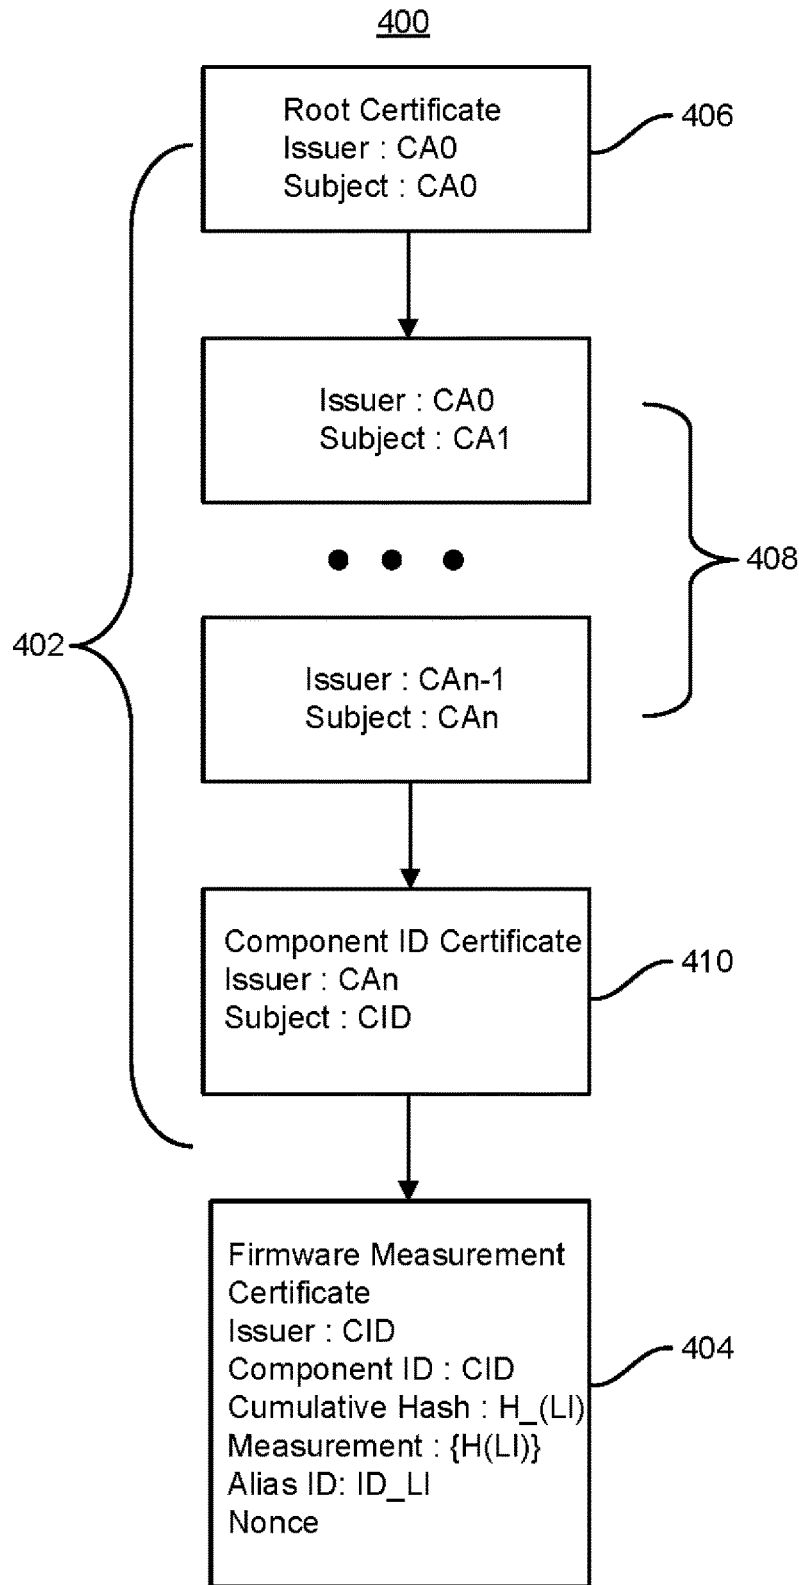 400
Root Certificate
Issuer : CA0
Subject : CA0
406
Issuer : CA0
Subject : CA1
408
402
Issuer : CAn-1
Subject : CAn
Component ID Certificate
Issuer : CAn
Subject : CID
410
Firmware Measurement
Certificate
Issuer : CID
Component ID : CID
Cumulative Hash : H_(LI)
Measurement : {H(LI)}
Alias ID: ID_LI
Nonce
404